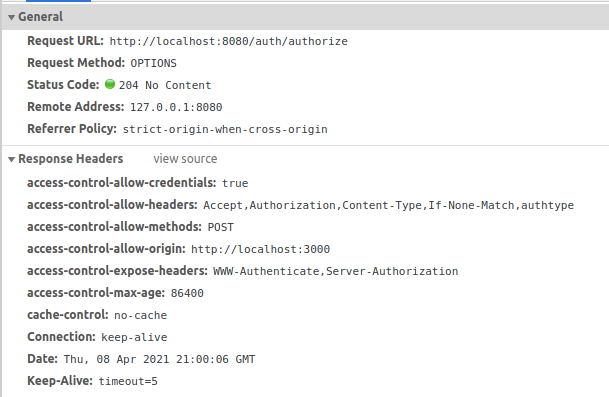 General
Request URL: http://localhost:8080/auth/authorize
Request Method: OPTIONS
Status Code: 204 No Content
Remote Address: 127.0.0.1:8080
Referrer Policy: strict-origin-when-cross-origin
Response Headers view source
access-control-allow-credentials: true
access-control-allow-headers: Accept,Authorization,Content-Type,If-None-Match,authtype
access-control-allow-methods: POST
access-control-allow-origin: http://localhost:3000
access-control-expose-headers: WWW-Authenticate,Server-Authorization
access-control-max-age: 86400
cache-control: no-cache
Connection: keep-alive
Date: Thu, 08 Apr 2021 21:00:06 GMT
Keep-Alive: timeout=5